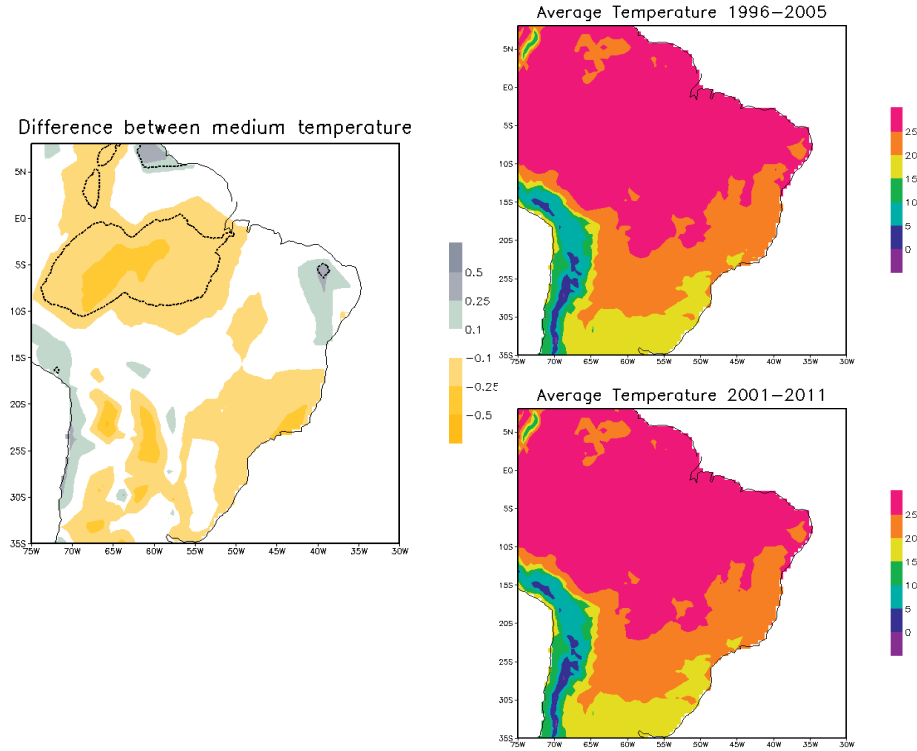 Difference between medium temperature
5N
EQ
5S
10S
15S
20S
25S
30S
35S
75W 70W 65W 60W 55W 50W 45W 40W 35W 30W
0.5
0.25
0.1
−0.1
−0.25
−0.5
Average Temperature 1996−2005
5N
EQ
5S
10S
15S
20S
25S
30S
35S
75W 70W 65W 60W 55W 50W 45W 40W 35W 30W
25
20
15
10
5
0
Average Temperature 2001−2011
5N
EQ
5S
10S
15S
20S
25S
30S
35S
75W 70W 65W 60W 55W 50W 45W 40W 35W 30W
25
20
15
10
5
0